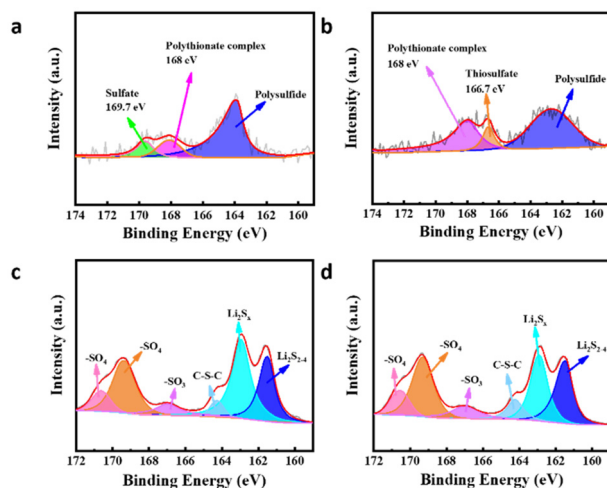 a
Polythionate complex
168 cV
Sulfate
169.7 eV
Polysulfide
Intensity (a.u.)
174 172 170 168 166 164 162 160
Binding Energy (eV)
b
Polythionate complex
168 eV
Thiosulfate
166.7 eV
Polysulfide
Intensity (a.u.)
174 172 170 168 166 164 162 160
Binding Energy (eV)
c
-SO₄
-SO₄
-SO₃
C-S-C
Li₂Sₓ
Li₂S₂₋₄
Intensity (a.u.)
172 170 168 166 164 162 160
Binding Energy (eV)
d
-SO₄
-SO₄
-SO₃
C-S-C
Li₂Sₓ
Li₂S₂₋₄
Intensity (a.u.)
172 170 168 166 164 162 160
Binding Energy (eV)